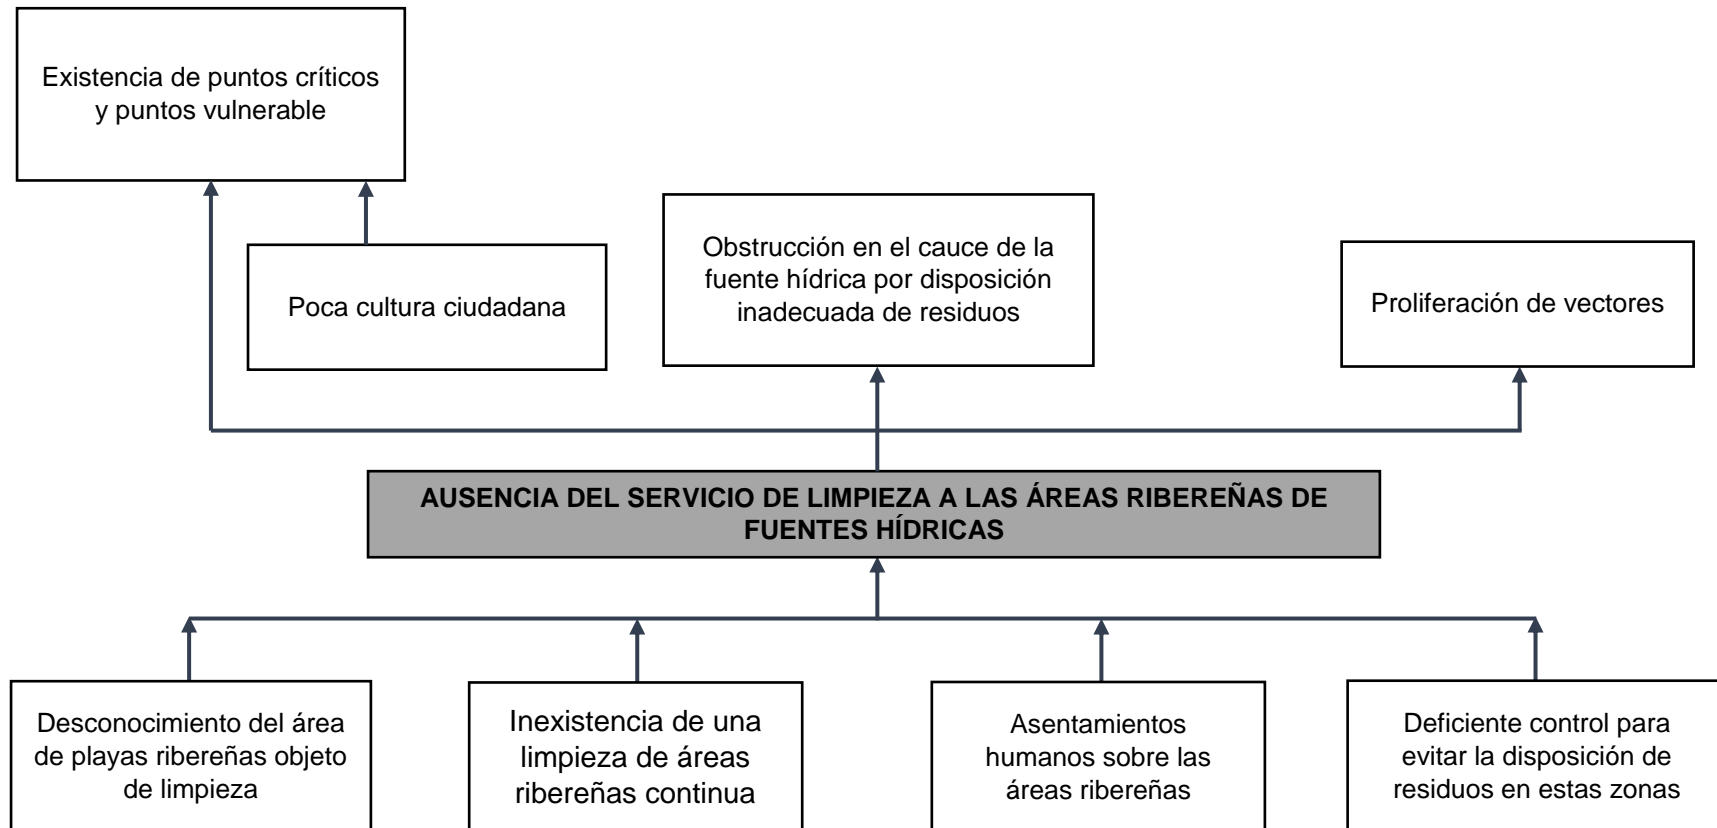 Existencia de puntos críticos
y puntos vulnerable
Poca cultura ciudadana
Obstrucción en el cauce de la
fuente hídrica por disposición
inadecuada de residuos
Proliferación de vectores
AUSENCIA DEL SERVICIO DE LIMPIEZA A LAS ÁREAS RIBEREÑAS DE
FUENTES HÍDRICAS
Desconocimiento del área
de playas ribereñas objeto
de limpieza
Inexistencia de una
limpieza de áreas
ribereñas continua
Asentamientos
humanos sobre las
áreas ribereñas
Deficiente control para
evitar la disposición de
residuos en estas zonas